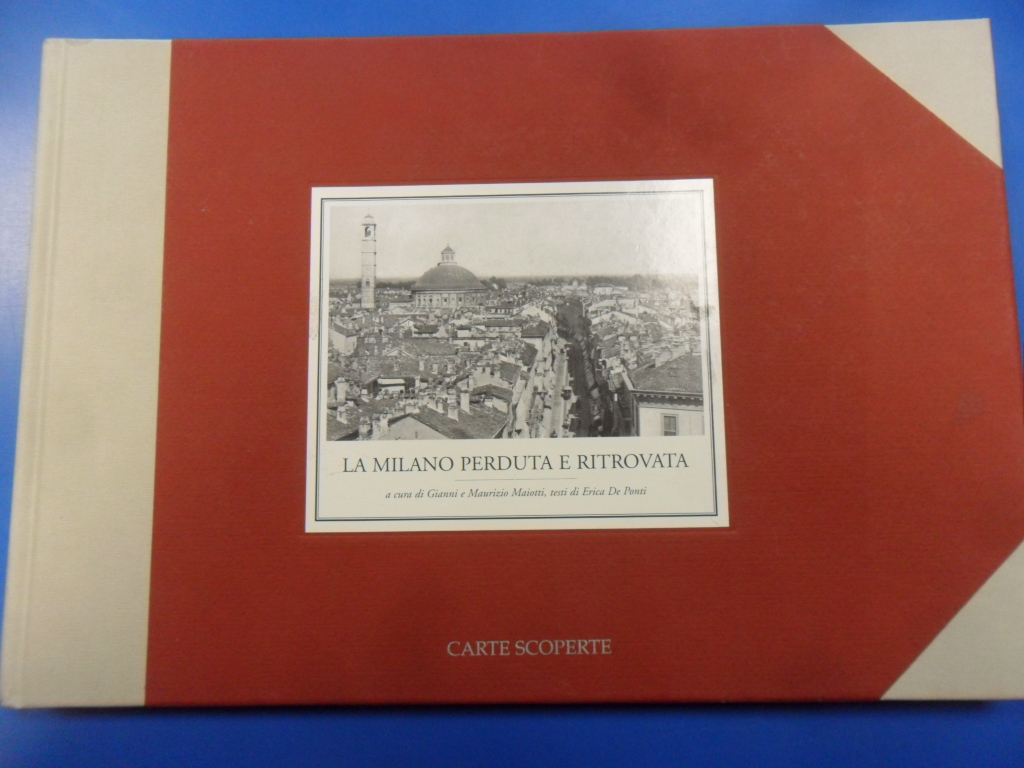 LA MILANO PERDUTA E RITROVATA
a cura di Gianni e Maurizio Maiotti, testi di Erica De Ponti
CARTE SCOPERTE